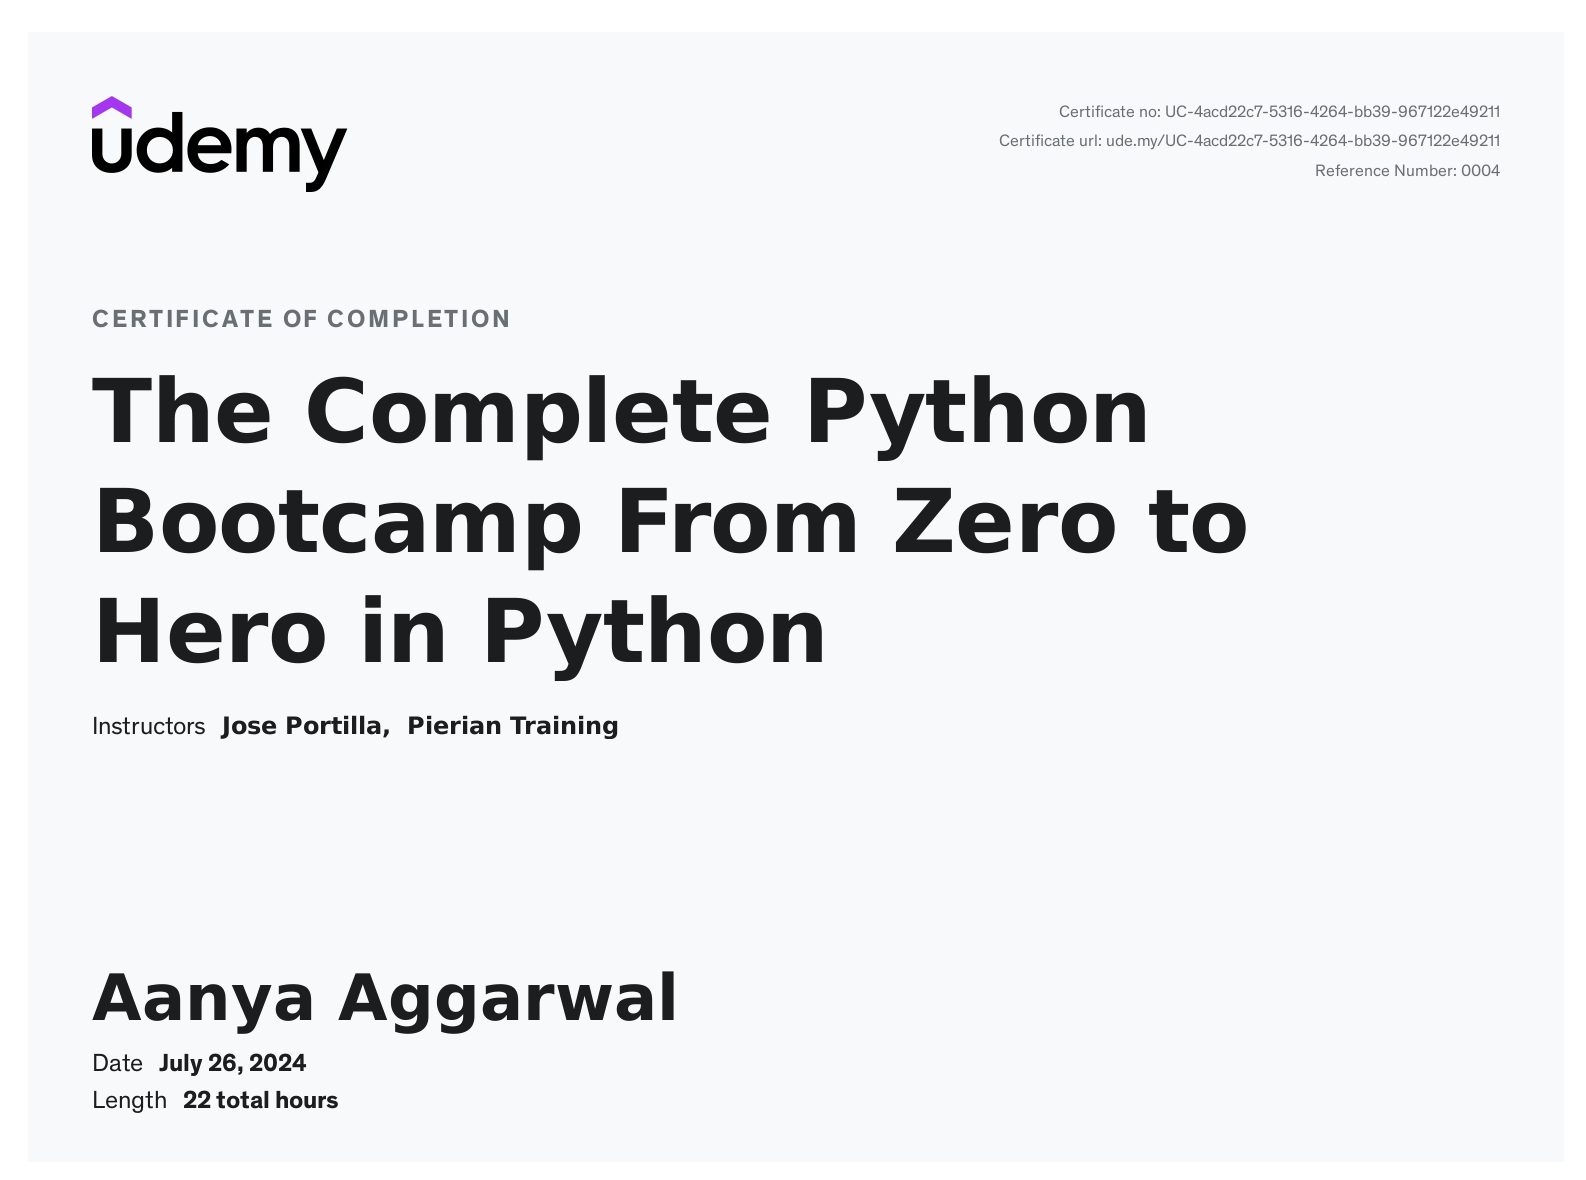 udemy
Certificate no: UC-4acd22c7-5316-4264-bb39-967122e49211
Certificate url: ude.my/UC-4acd22c7-5316-4264-bb39-967122e49211
Reference Number: 0004
CERTIFICATE OF COMPLETION
The Complete Python
Bootcamp From Zero to
Hero in Python
Instructors Jose Portilla, Pierian Training
Aanya Aggarwal
Date July 26, 2024
Length 22 total hours